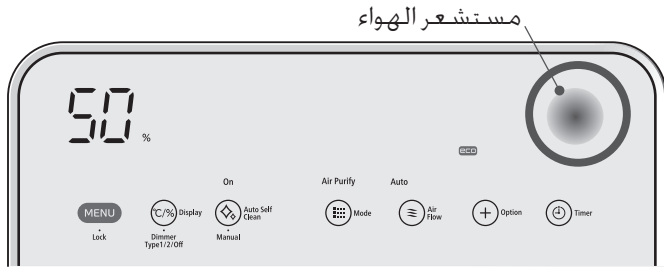 مستشعر الهواء
50 %
eco
On
Air Purify
Auto
MENU
°C/% Display
Auto Self
Clean
Mode
Air
Flow
Option
Timer
Lock
Dimmer
Type1/2/Off
Manual